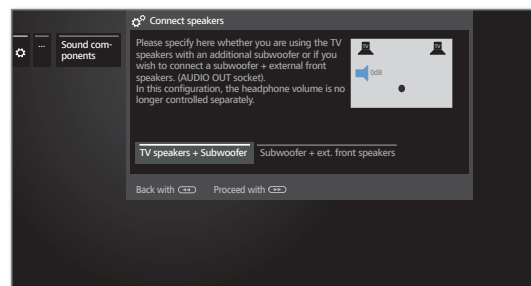 Connect speakers
...
Sound com-
ponents
Please specify here whether you are using the TV
speakers with an additional subwoofer or if you
wish to connect a subwoofer + external front
speakers. (AUDIO OUT socket).
In this configuration, the headphone volume is no
longer controlled separately.
TV
TV
0dB
TV speakers + Subwoofer
Subwoofer + ext. front speakers
Back with
Proceed with